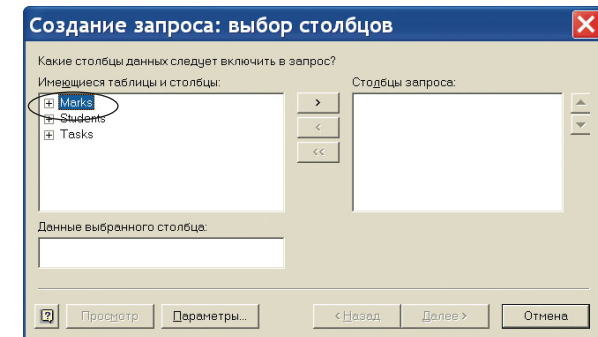 Создание запроса: выбор столбцов
Какие столбцы данных следует включить в запрос?
Имеющиеся таблицы и столбцы:
Столбцы запроса:
Marks
Students
Tasks
>
<
<<
Данные выбранного столбца:
Просмотр
Параметры...
< Назад
Далее >
Отмена